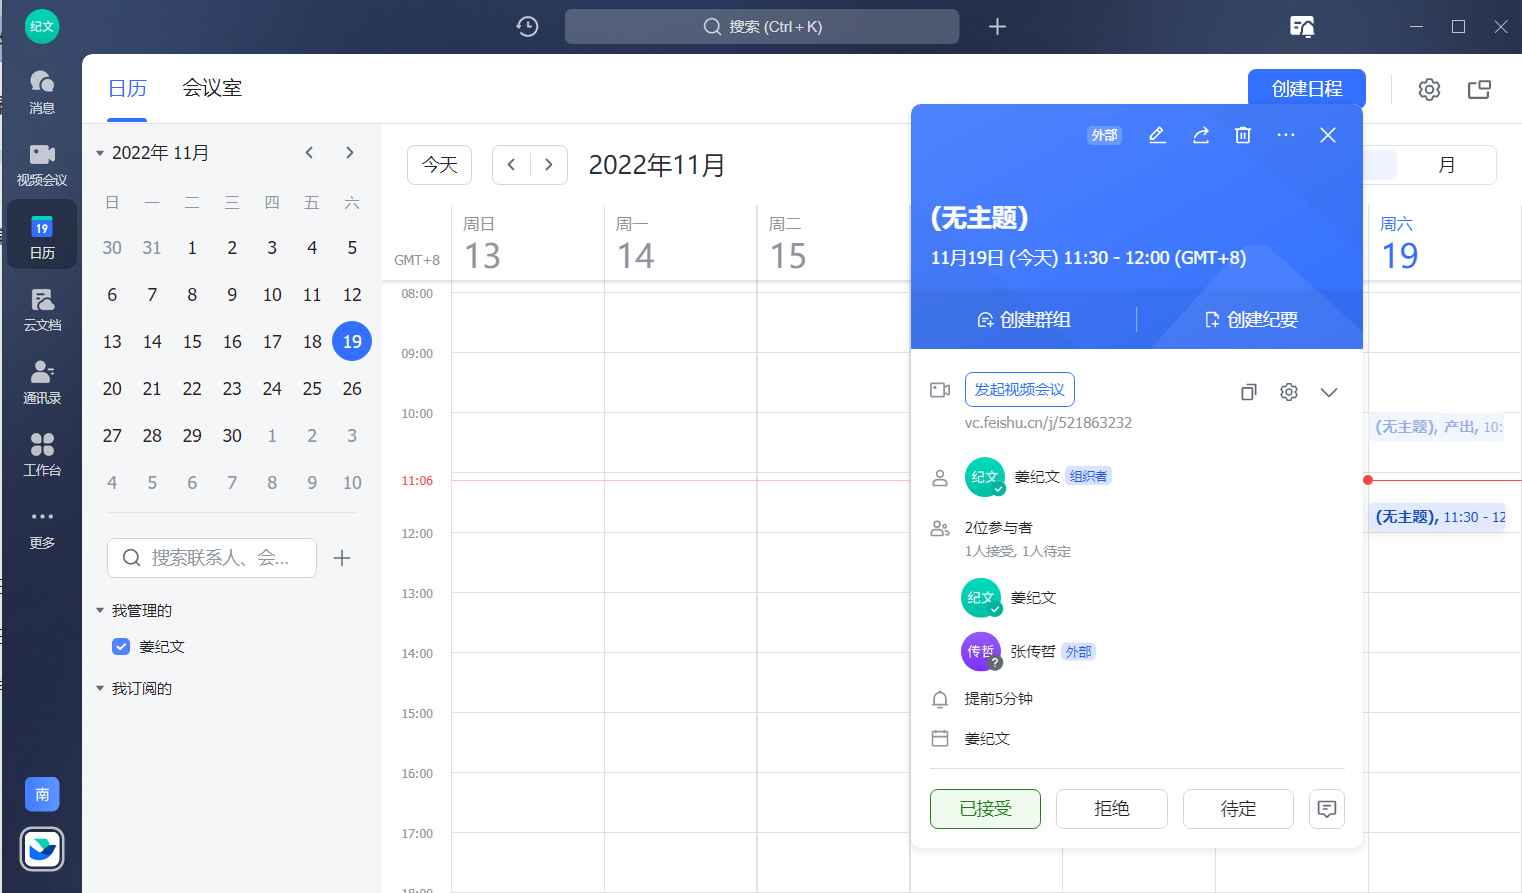 纪文
搜索 (Ctrl + K)
消息
视频会议
19
日历
云文档
通讯录
工作台
更多
南
日历
会议室
创建日程
2022年 11月
日 一 二 三 四 五 六
30 31 1 2 3 4 5
6 7 8 9 10 11 12
13 14 15 16 17 18 19
20 21 22 23 24 25 26
27 28 29 30 1 2 3
4 5 6 7 8 9 10
搜索联系人、会...
我管理的
姜纪文
我订阅的
今天
2022年11月
月
GMT+8
周日
13
周一
14
周二
15
周六
19
08:00
09:00
10:00
11:06
12:00
13:00
14:00
15:00
16:00
17:00
18:00
(无主题), 产出, 10:
(无主题), 11:30 - 12
外部
(无主题)
11月19日 (今天) 11:30 - 12:00 (GMT+8)
创建群组
创建纪要
发起视频会议
vc.feishu.cn/j/521863232
纪文
姜纪文 组织者
2位参与者
1人接受, 1人待定
纪文
姜纪文
传哲
张传哲 外部
提前5分钟
姜纪文
已接受
拒绝
待定